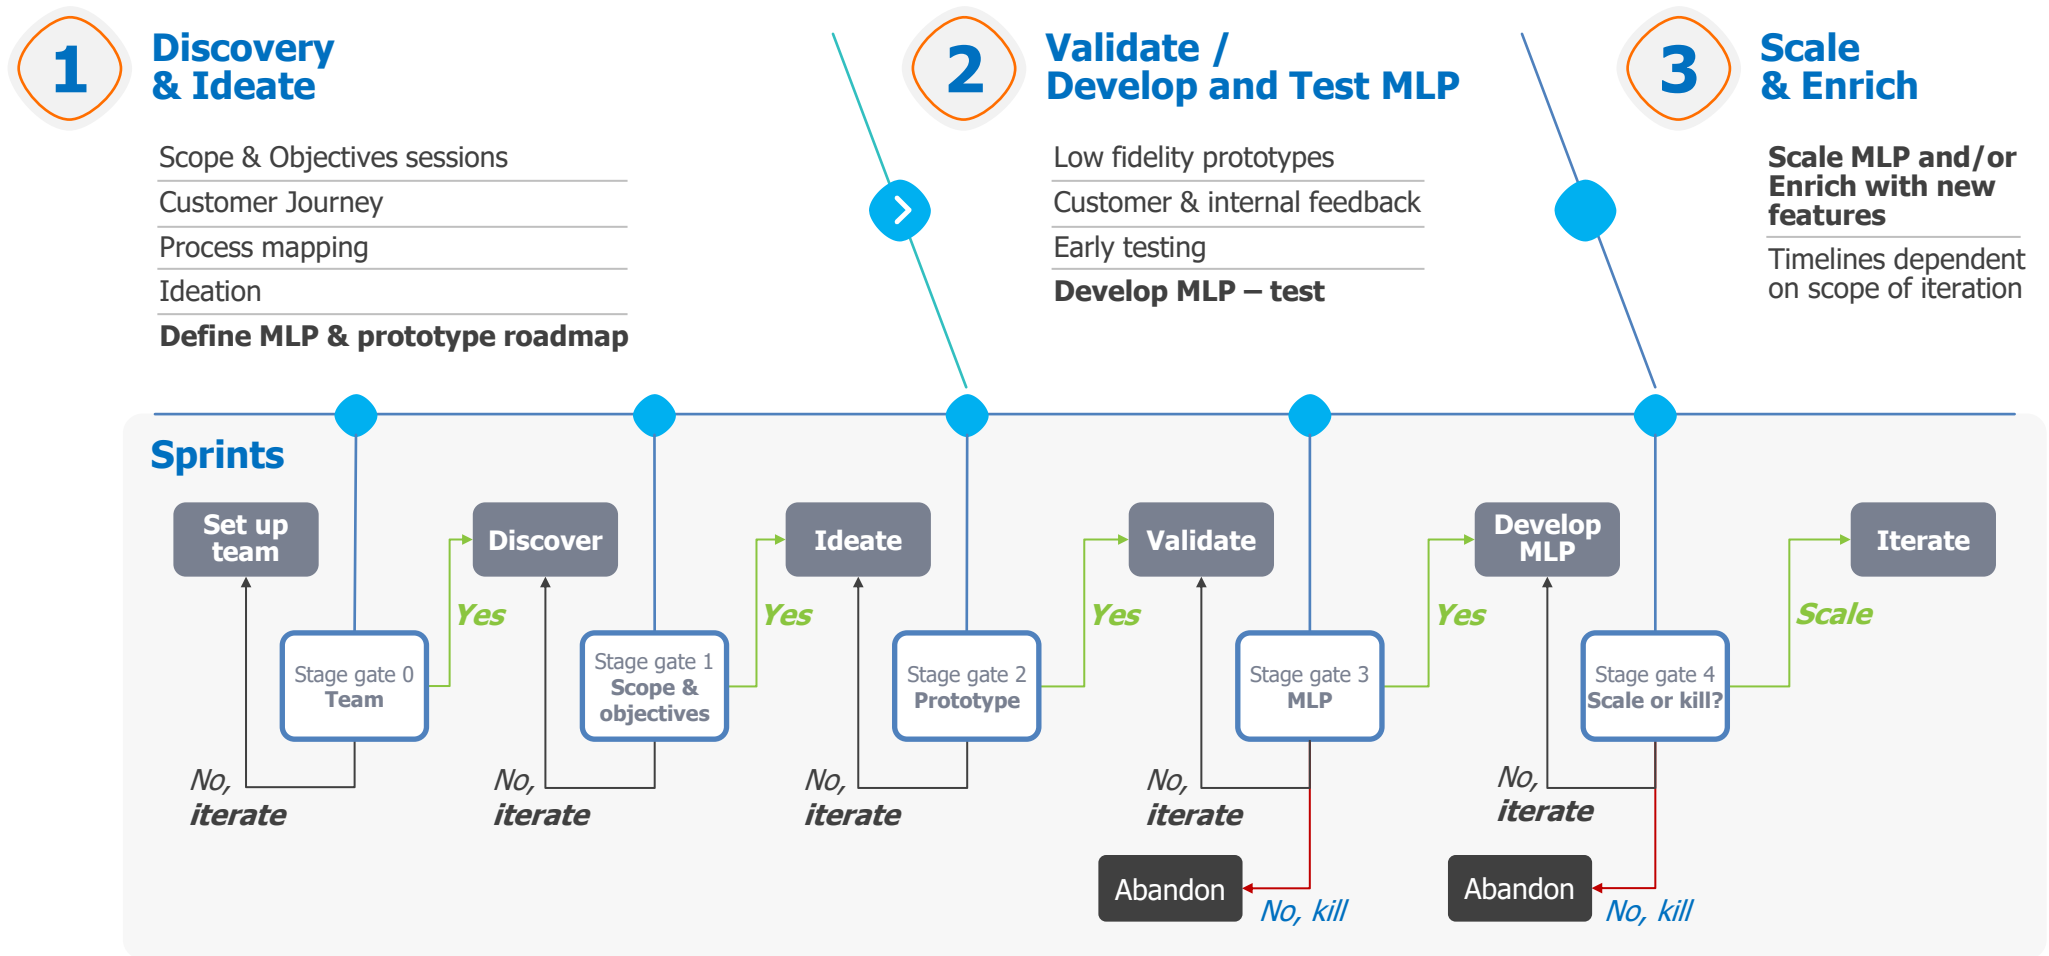 1
Discovery
& Ideate
Scope & Objectives sessions
Customer Journey
Process mapping
Ideation
Define MLP & prototype roadmap
2
Validate /
Develop and Test MLP
Low fidelity prototypes
Customer & internal feedback
Early testing
Develop MLP – test
3
Scale
& Enrich
Scale MLP and/or
Enrich with new
features
Timelines dependent
on scope of iteration
Sprints
Set up
team
Discover
Ideate
Validate
Develop
MLP
Iterate
Yes
Yes
Yes
Yes
Scale
Stage gate 0
Team
Stage gate 1
Scope &
objectives
Stage gate 2
Prototype
Stage gate 3
MLP
Stage gate 4
Scale or kill?
No,
iterate
No,
iterate
No,
iterate
No,
iterate
No,
iterate
Abandon
No, kill
Abandon
No, kill